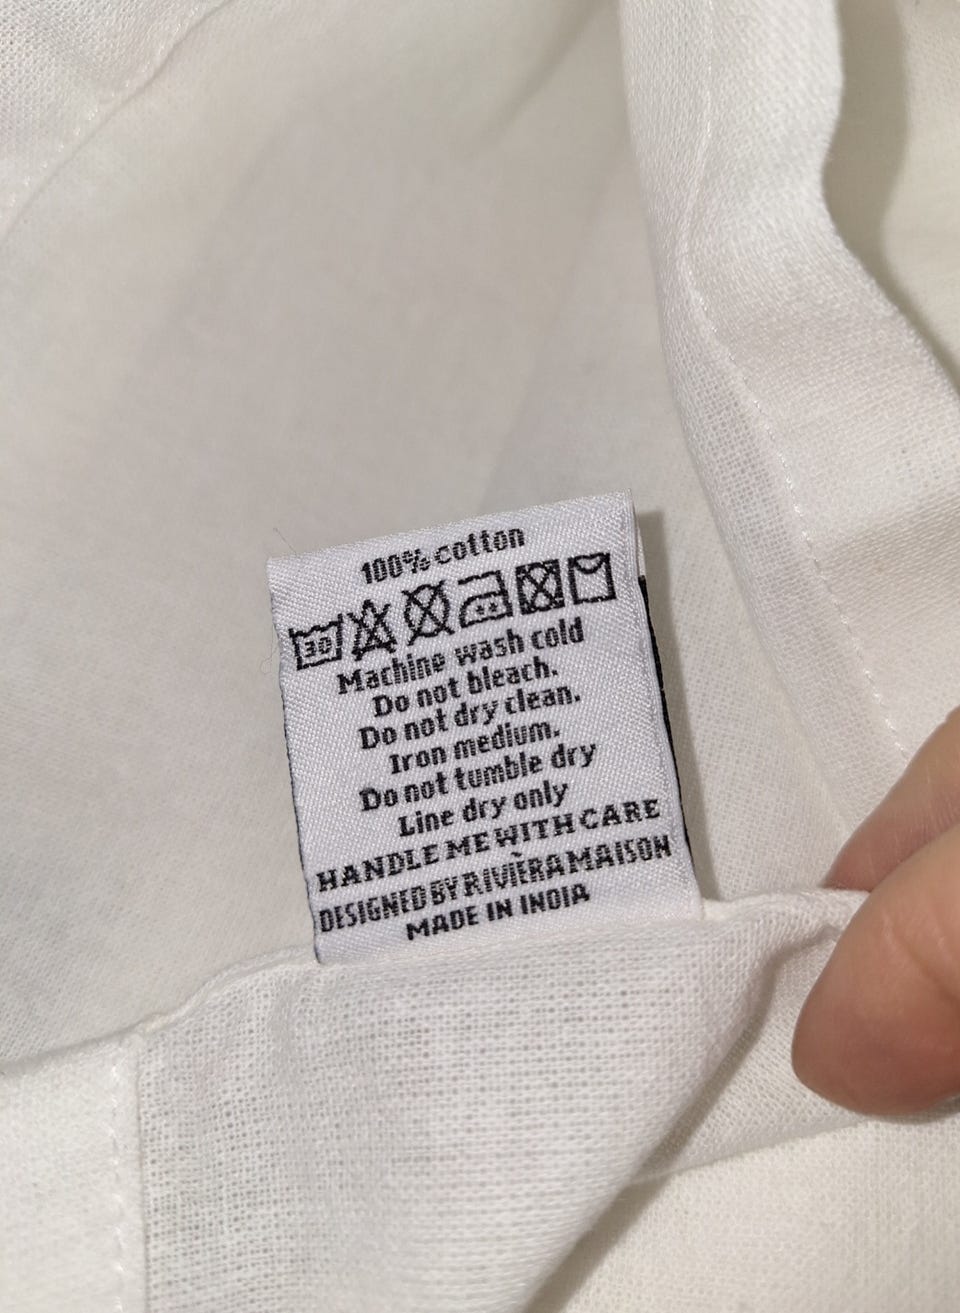 100% cotton
30
Machine wash cold
Do not bleach.
Do not dry clean.
Iron medium.
Do not tumble dry
Line dry only
HANDLE ME WITH CARE
DESIGNED BY RIVIÈRA MAISON
MADE IN INDIA